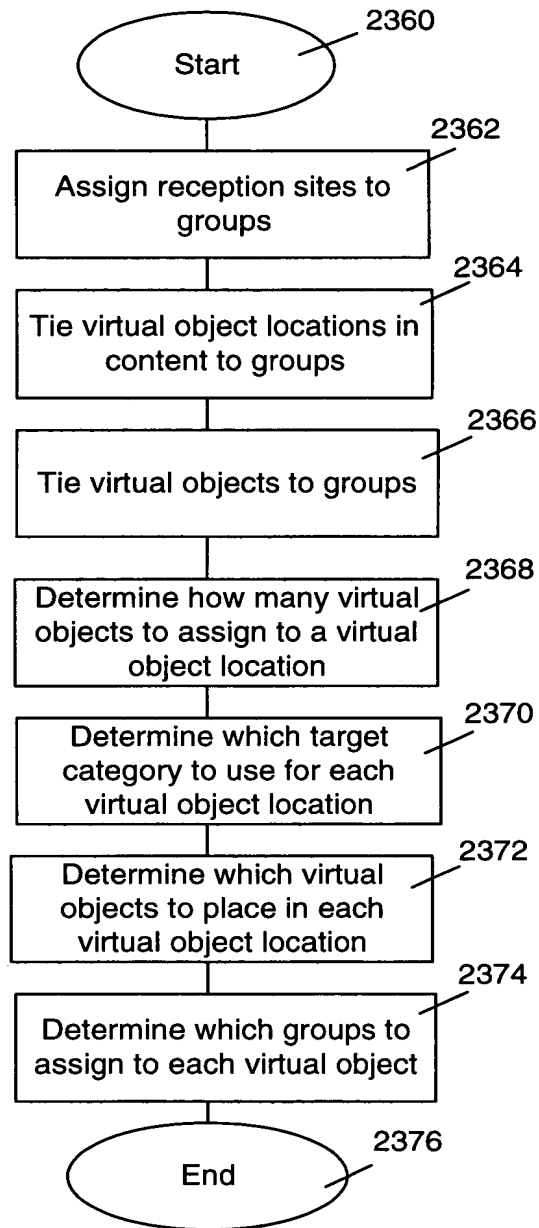 2360
Start
2362
Assign reception sites to
groups
2364
Tie virtual object locations in
content to groups
2366
Tie virtual objects to groups
2368
Determine how many virtual
objects to assign to a virtual
object location
2370
Determine which target
category to use for each
virtual object location
2372
Determine which virtual
objects to place in each
virtual object location
2374
Determine which groups to
assign to each virtual object
2376
End